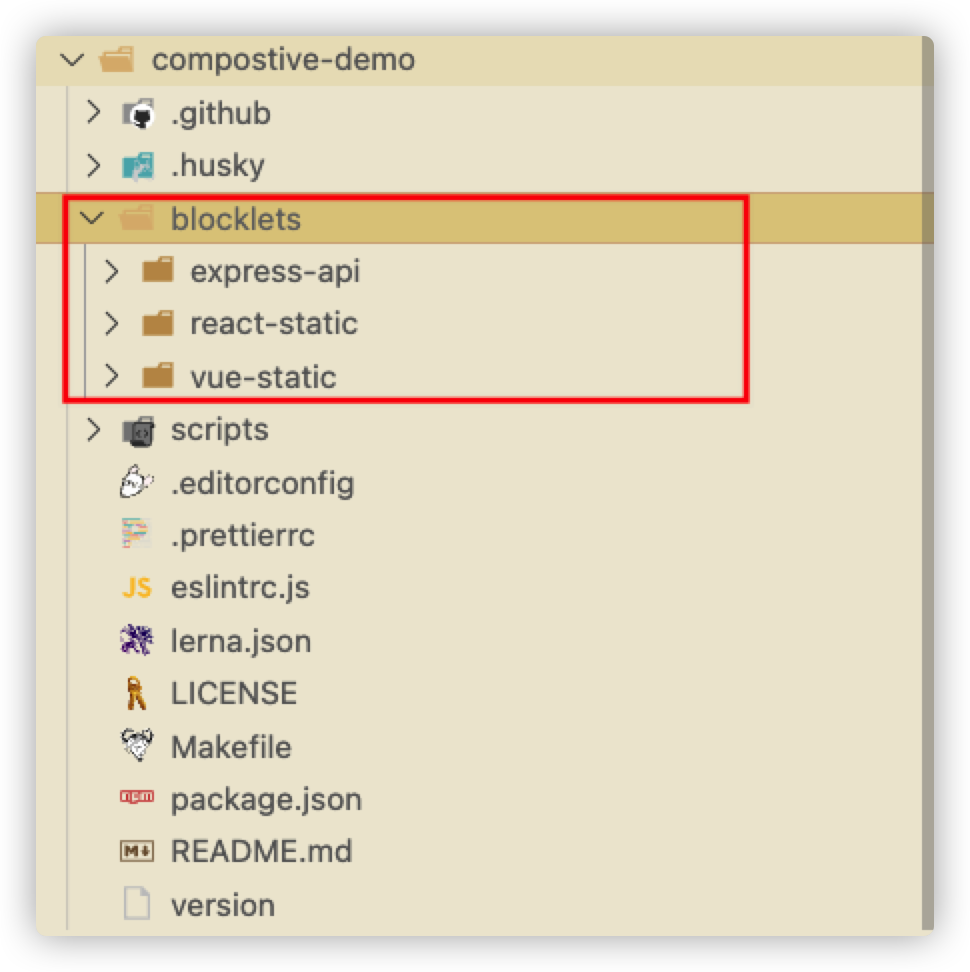 compostive-demo
.github
.husky
blocklets
express-api
react-static
vue-static
scripts
.editorconfig
.prettierrc
JS eslintrc.js
lerna.json
LICENSE
Makefile
npm package.json
M↓ README.md
version